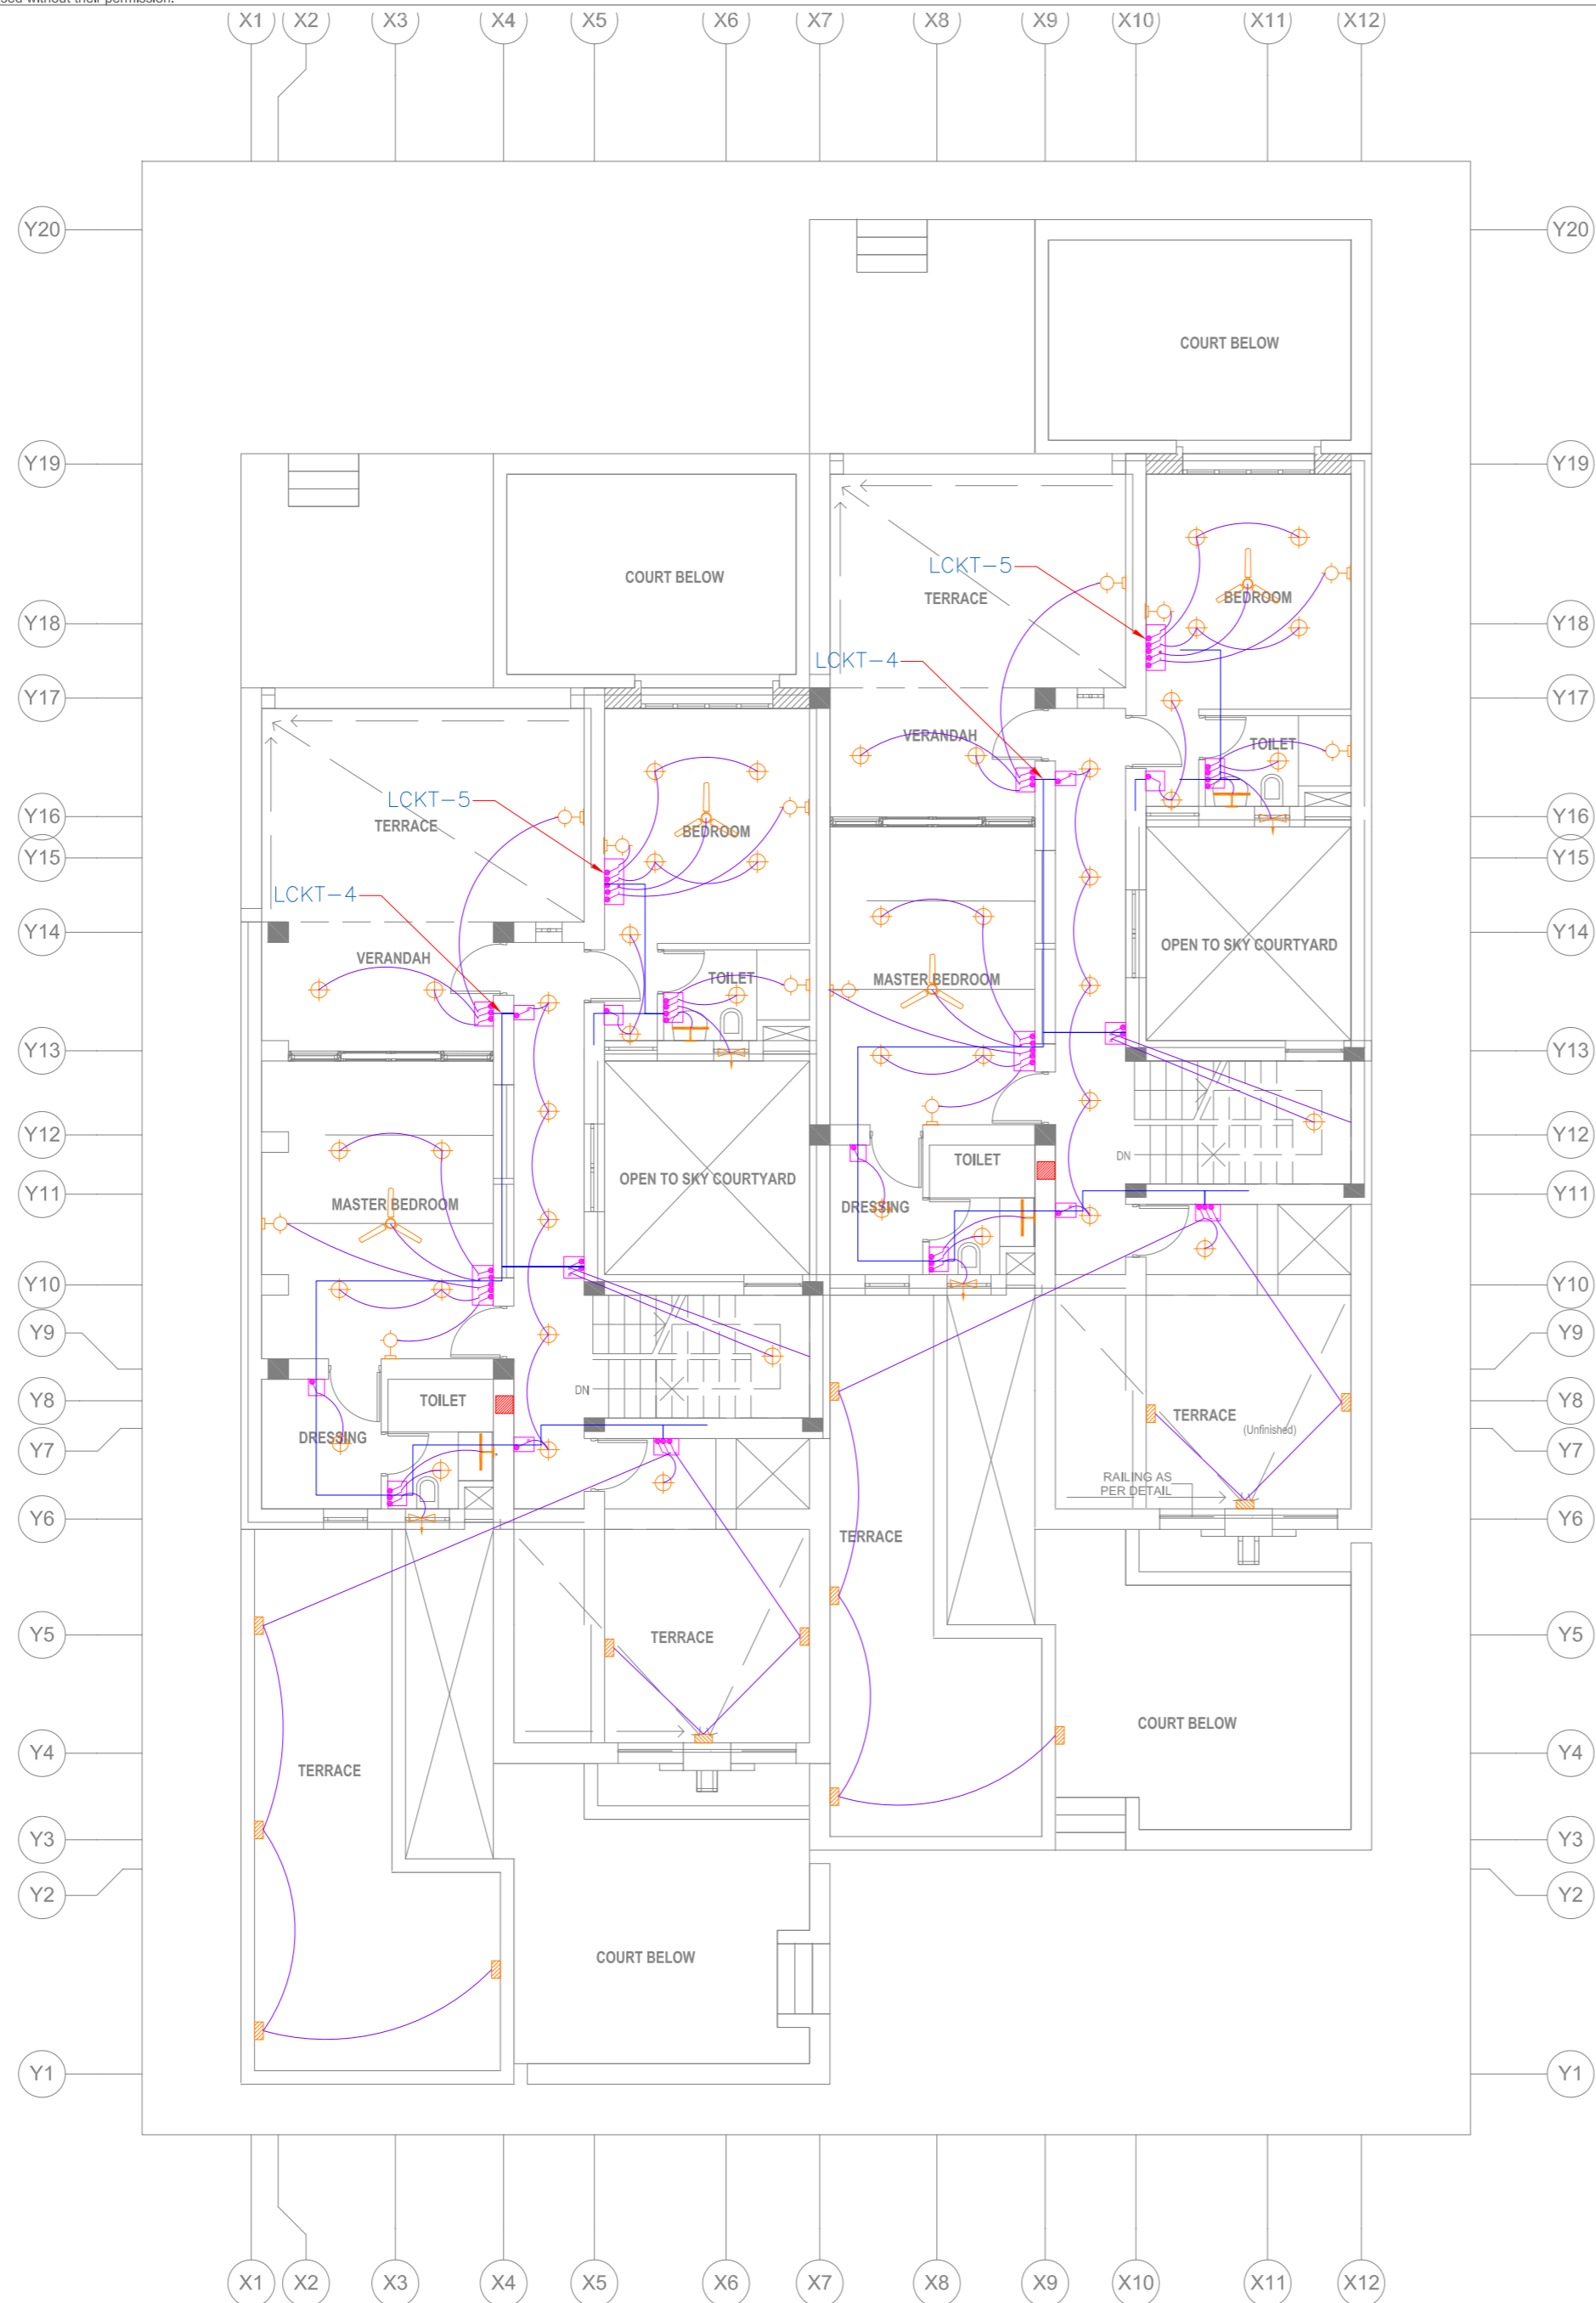 sed without their permission.
X1 X2 X3 X4 X5 X6 X7 X8 X9 X10 X11 X12
Y20 Y20
COURT BELOW
Y19 Y19
LCKT-5
COURT BELOW
TERRACE
BEDROOM
Y18 Y18
LCKT-4
Y17 Y17
VERANDAH
TOILET
LCKT-5
Y16 Y16
TERRACE
BEDROOM
Y15 Y15
LCKT-4
Y14 Y14
OPEN TO SKY COURTYARD
VERANDAH
TOILET
MASTER BEDROOM
Y13 Y13
Y12 Y12
DN
TOILET
OPEN TO SKY COURTYARD
Y11 Y11
MASTER BEDROOM
DRESSING
Y10 Y10
Y9 Y9
DN
TOILET
Y8 Y8
TERRACE
(Unfinished)
DRESSING
Y7 Y7
RAILING AS
PER DETAIL
Y6 Y6
TERRACE
Y5 Y5
TERRACE
COURT BELOW
Y4 Y4
TERRACE
Y3 Y3
Y2 Y2
COURT BELOW
Y1 Y1
X1 X2 X3 X4 X5 X6 X7 X8 X9 X10 X11 X12